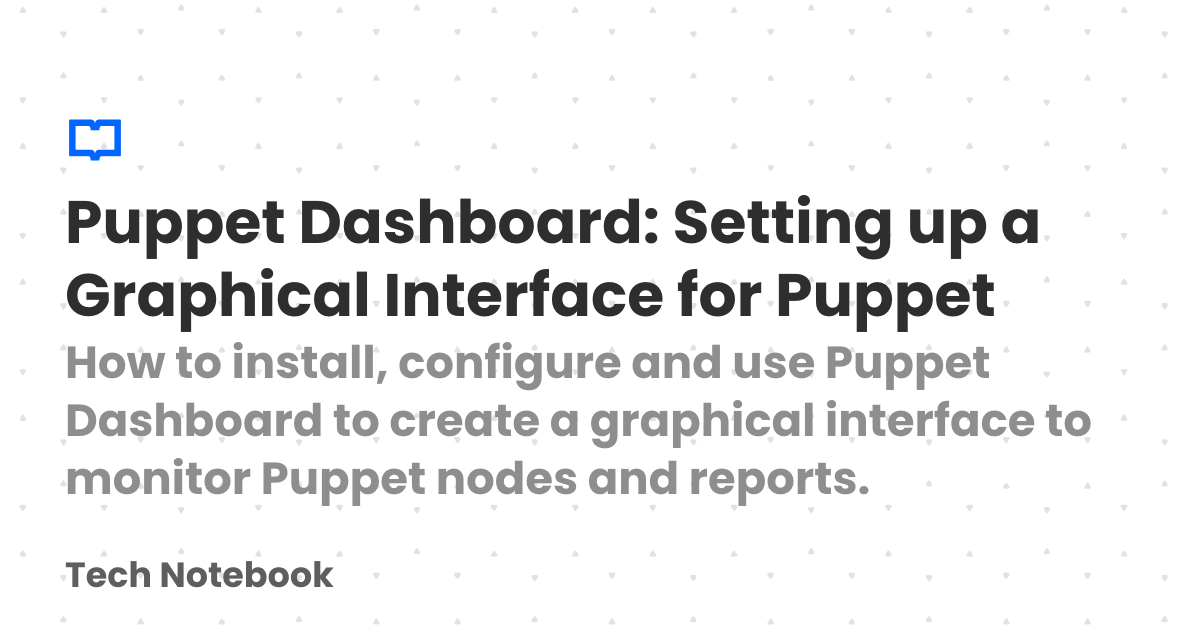 Puppet Dashboard: Setting up a
Graphical Interface for Puppet
How to install, configure and use Puppet
Dashboard to create a graphical interface to
monitor Puppet nodes and reports.
Tech Notebook